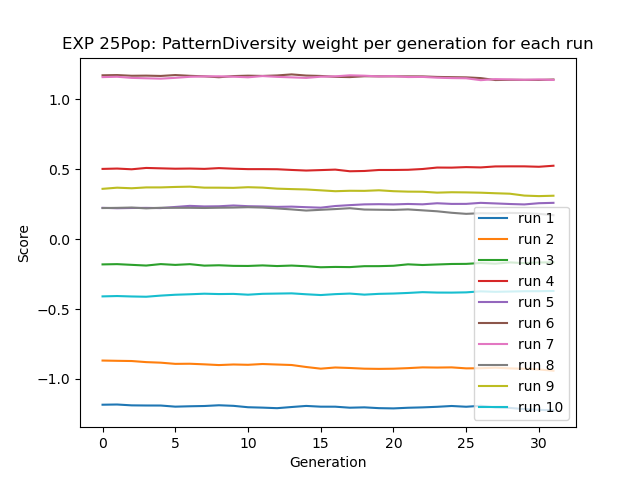 EXP 25Pop: PatternDiversity weight per generation for each run
1.0
0.5
0.0
−0.5
−1.0
Score
0 5 10 15 20 25 30
Generation
run 1
run 2
run 3
run 4
run 5
run 6
run 7
run 8
run 9
run 10